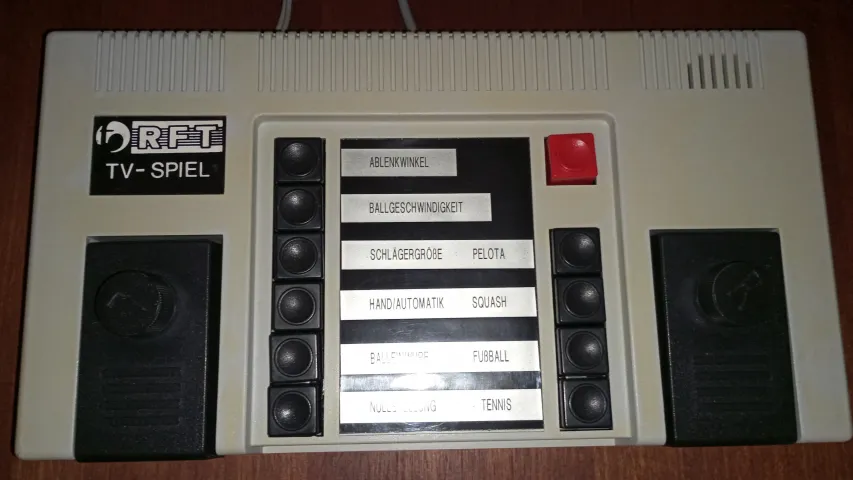 RFT
TV-SPIEL
ABLENKWINKEL
BALLGESCHWINDIGKEIT
SCHLÄGERGRÖßE PELOTA
HAND/AUTOMATIK SQUASH
FUßBALL
TENNIS